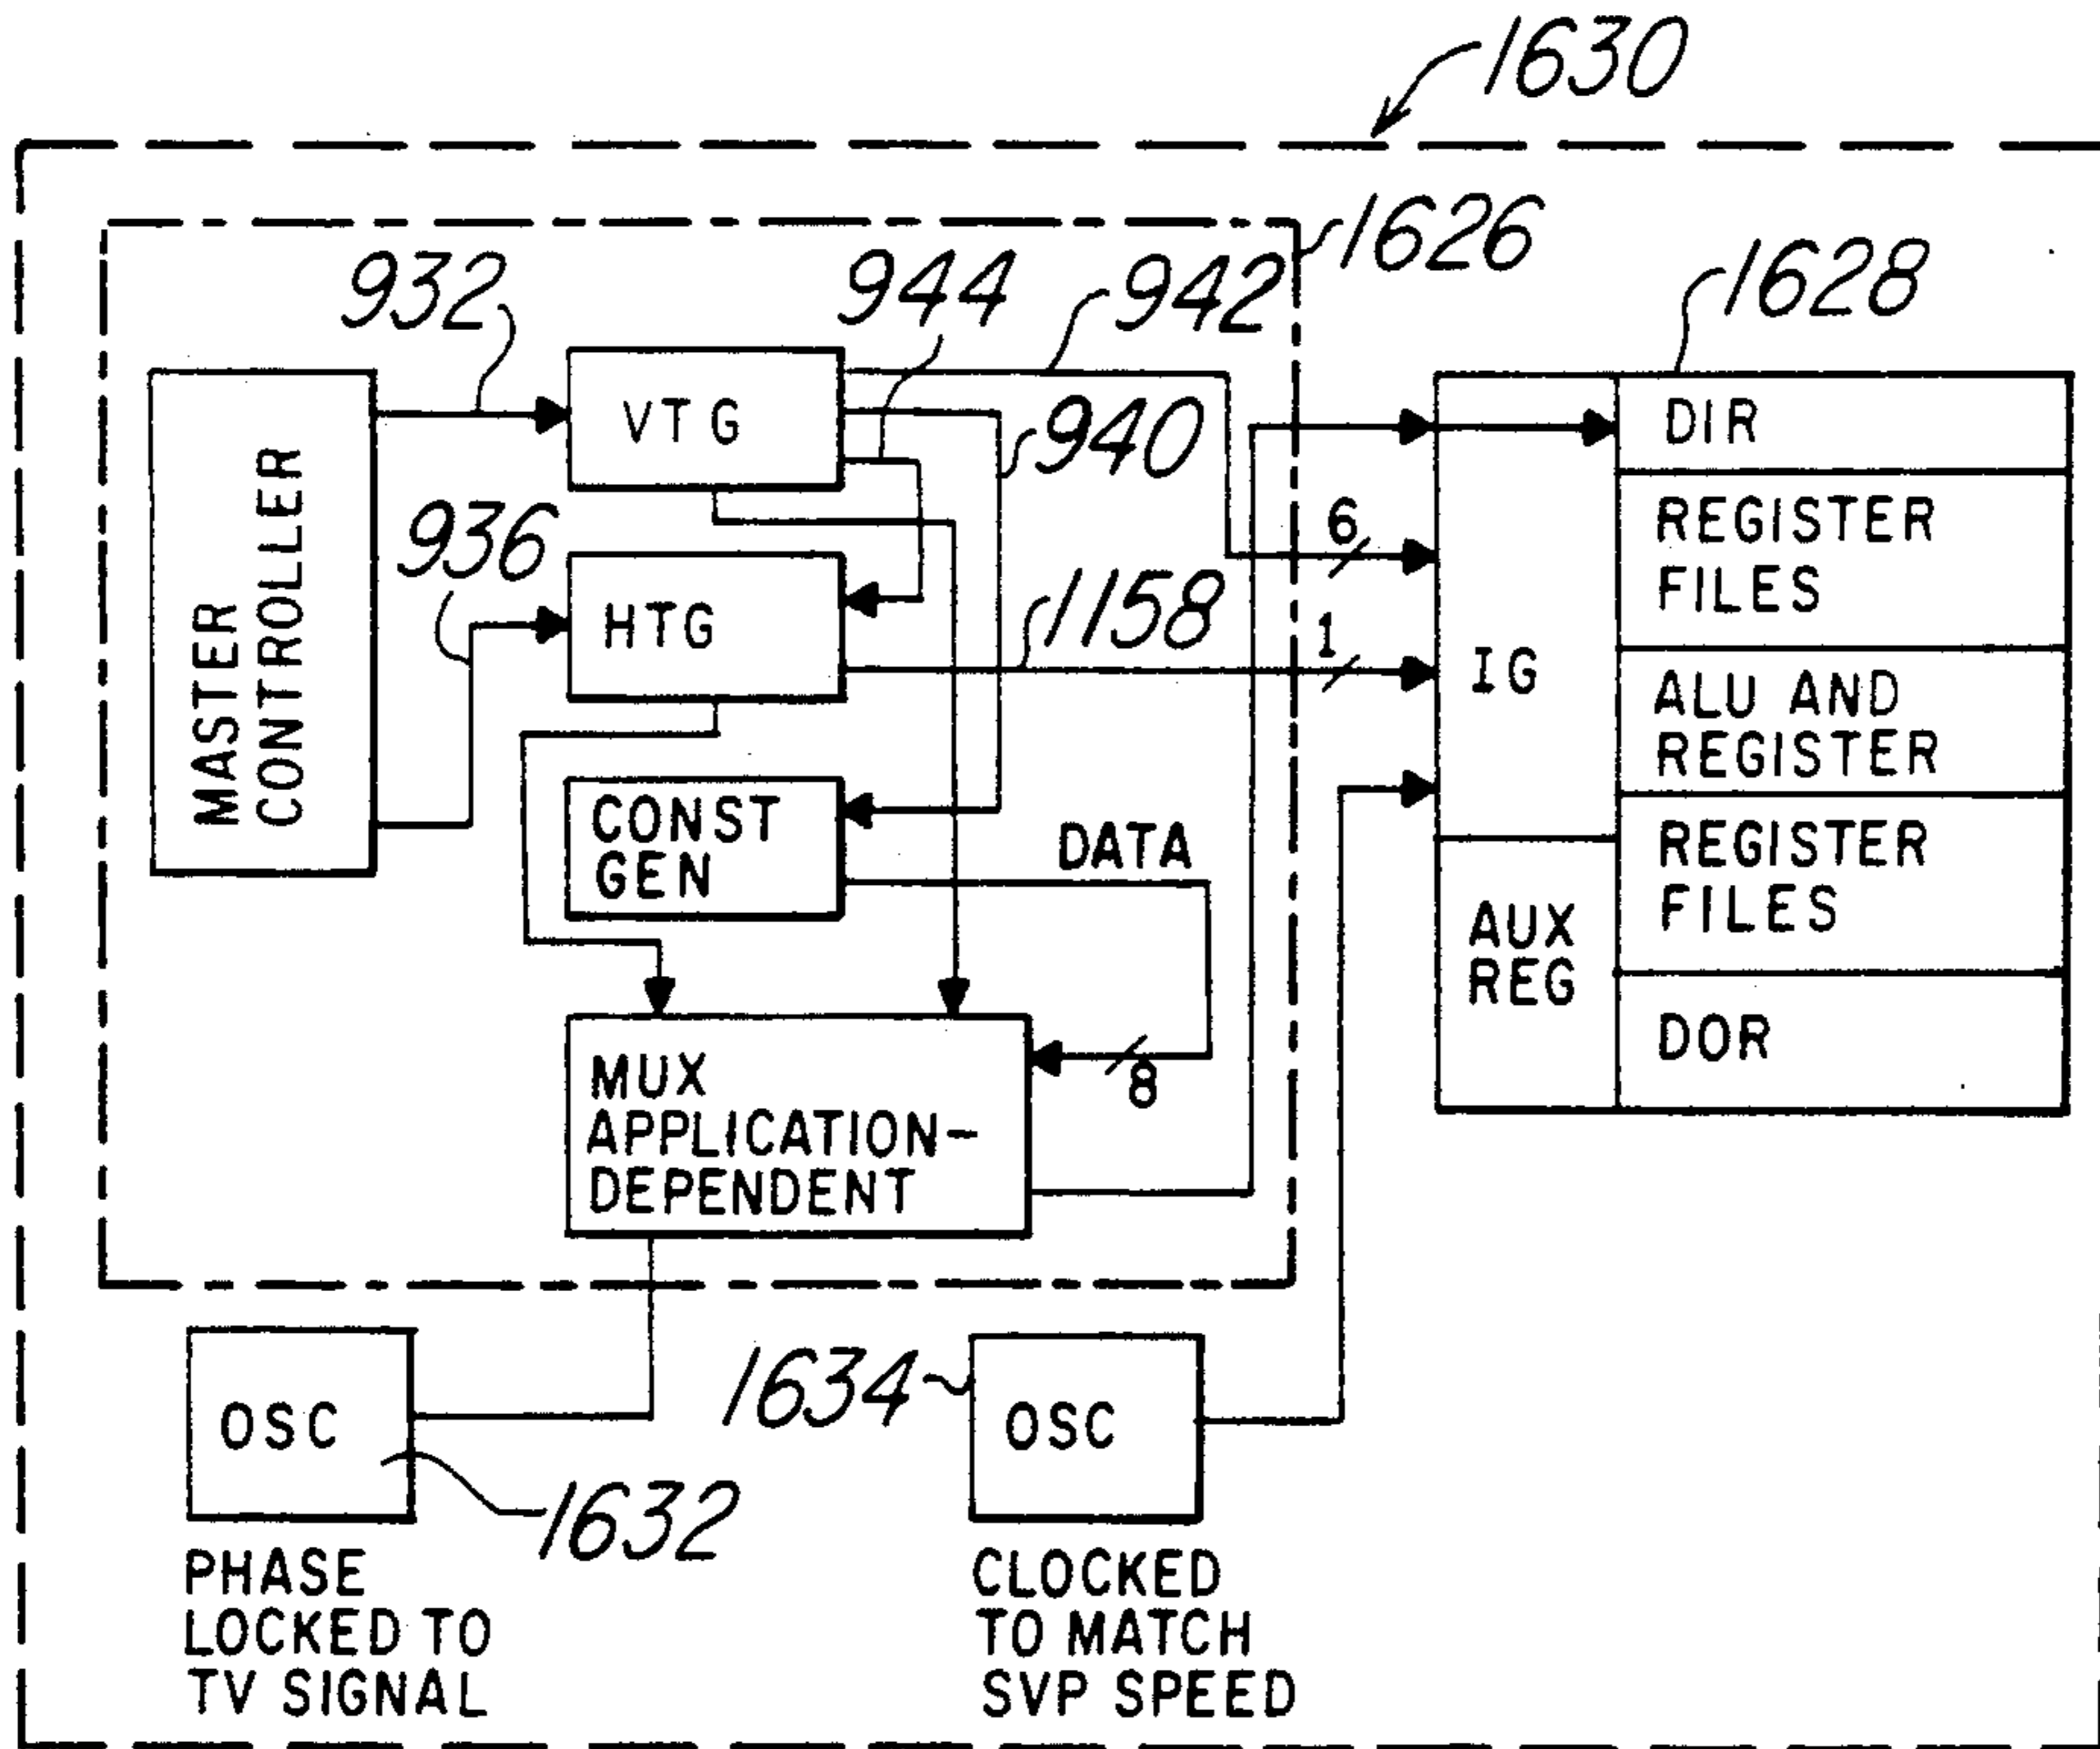 1630
1626
1628
932
944
942
940
936
1158
MASTER
CONTROLLER
VTG
HTG
CONST
GEN
DATA
8
6
1
MUX
APPLICATION-
DEPENDENT
IG
AUX
REG
DIR
REGISTER
FILES
ALU AND
REGISTER
REGISTER
FILES
DOR
OSC
1632
PHASE
LOCKED TO
TV SIGNAL
1634
OSC
CLOCKED
TO MATCH
SVP SPEED